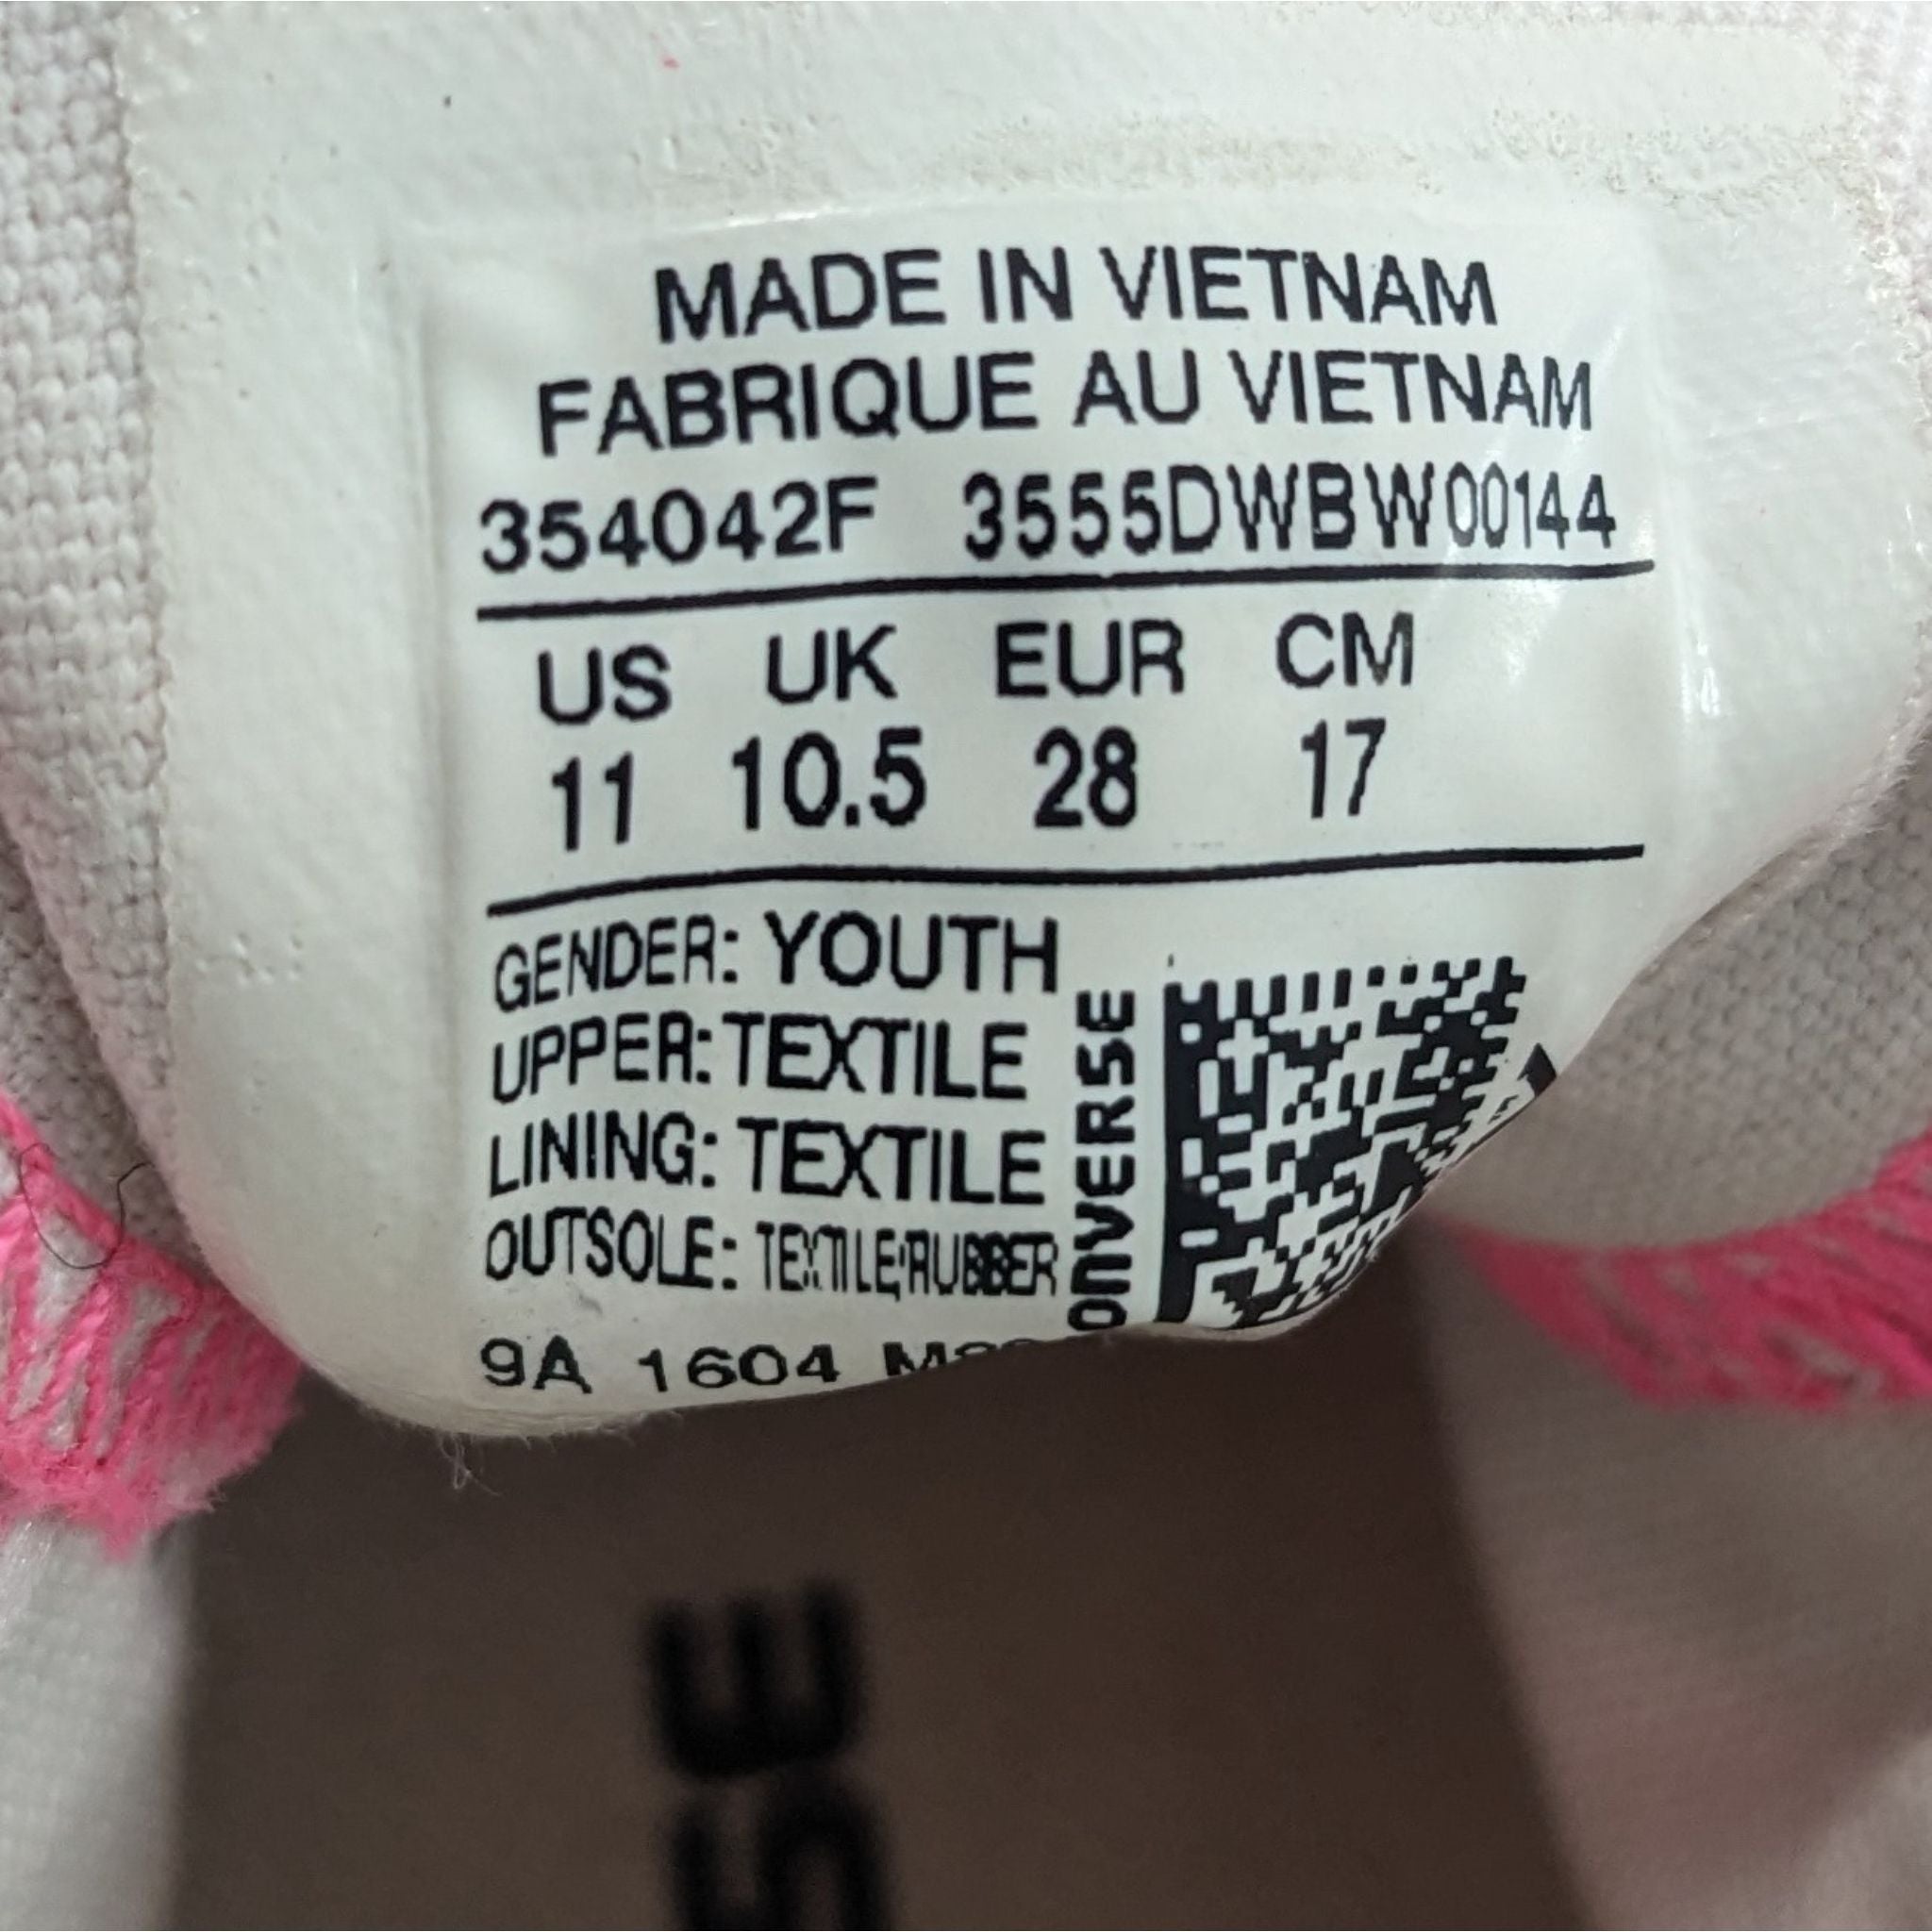 MADE IN VIETNAM
FABRIQUE AU VIETNAM
354042F 3555DWBW00144
US UK EUR CM
11 10.5 28 17
GENDER: YOUTH
UPPER: TEXTILE
LINING: TEXTILE
OUTSOLE: TEXTILE/RUBBER
9A 1604
ONVERSE
SE